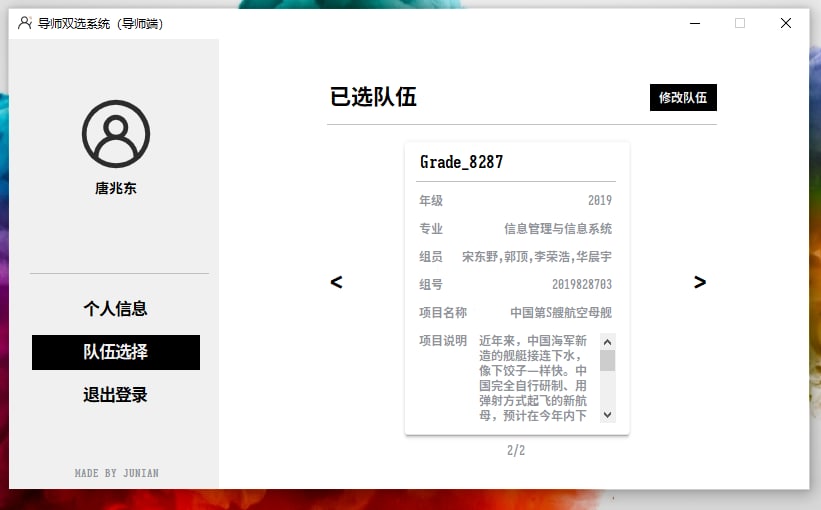 导师双选系统（导师端）
唐兆东
个人信息
队伍选择
退出登录
MADE BY JUNIAN
已选队伍
修改队伍
Grade_8287
年级 2019
专业 信息管理与信息系统
组员 宋东野,郭顶,李荣浩,华晨宇
组号 2019828703
项目名称 中国第S艘航空母舰
项目说明 近年来，中国海军新
造的舰艇接连下水，
像下饺子一样快。中
国完全自行研制、用
弹射方式起飞的新航
母，预计在今年内下
<
>
2/2